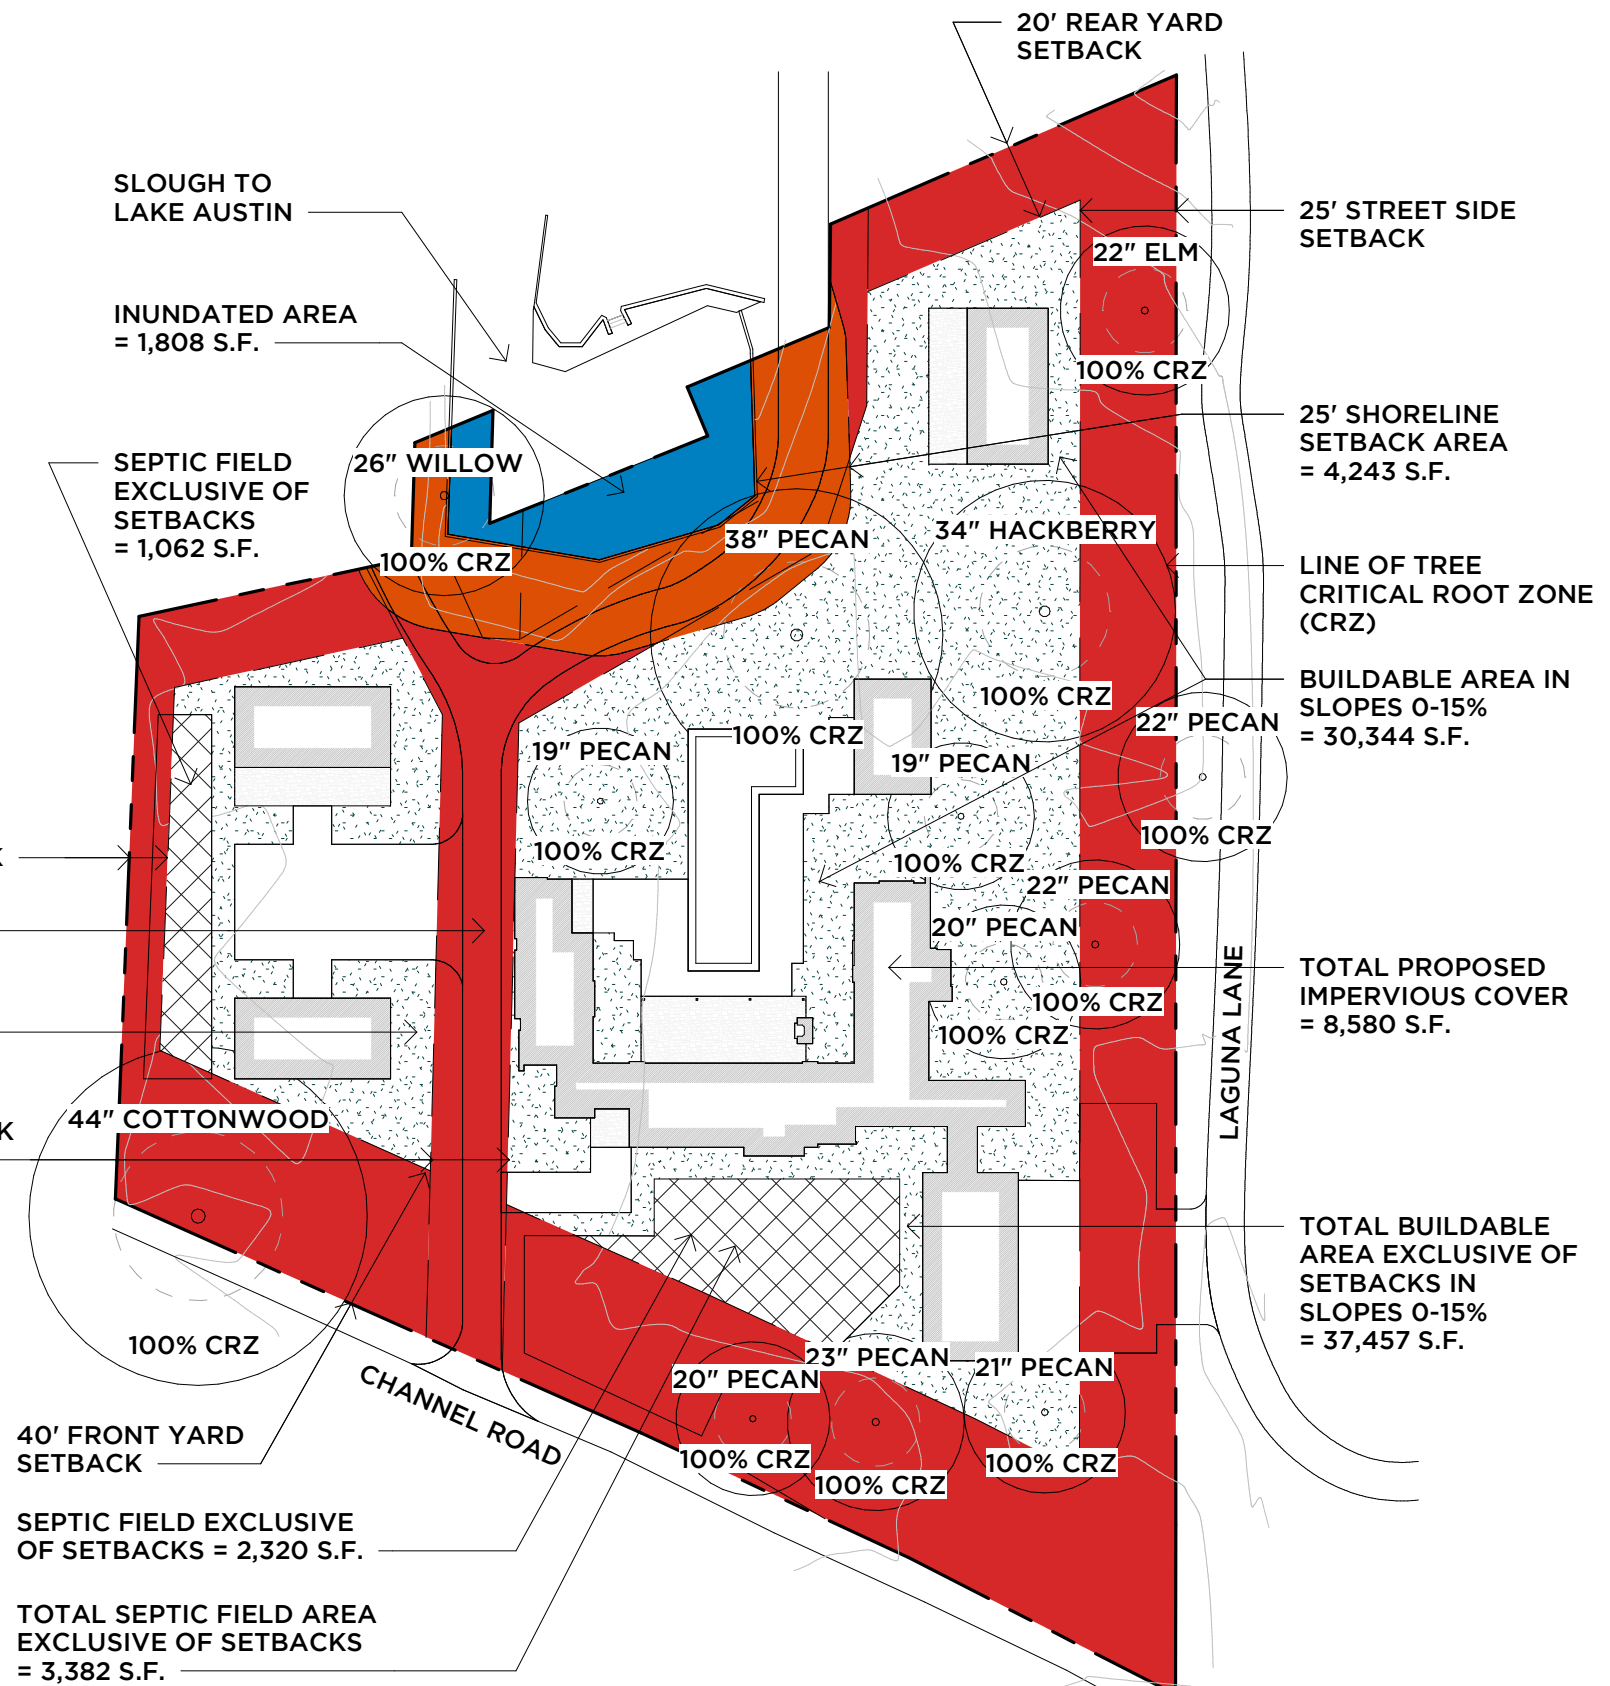 20' REAR YARD
SETBACK
SLOUGH TO
LAKE AUSTIN
25' STREET SIDE
SETBACK
22" ELM
100% CRZ
INUNDATED AREA
= 1,808 S.F.
25' SHORELINE
SETBACK AREA
= 4,243 S.F.
SEPTIC FIELD
EXCLUSIVE OF
SETBACKS
= 1,062 S.F.
26" WILLOW
100% CRZ
38" PECAN
100% CRZ
34" HACKBERRY
100% CRZ
LINE OF TREE
CRITICAL ROOT ZONE
(CRZ)
BUILDABLE AREA IN
SLOPES 0-15%
= 30,344 S.F.
22" PECAN
100% CRZ
19" PECAN
100% CRZ
19" PECAN
100% CRZ
K
22" PECAN
100% CRZ
20" PECAN
100% CRZ
LAGUNA LANE
TOTAL PROPOSED
IMPERVIOUS COVER
= 8,580 S.F.
K
44" COTTONWOOD
100% CRZ
TOTAL BUILDABLE
AREA EXCLUSIVE OF
SETBACKS IN
SLOPES 0-15%
= 37,457 S.F.
CHANNEL ROAD
20" PECAN
100% CRZ
23" PECAN
100% CRZ
21" PECAN
100% CRZ
40' FRONT YARD
SETBACK
SEPTIC FIELD EXCLUSIVE
OF SETBACKS = 2,320 S.F.
TOTAL SEPTIC FIELD AREA
EXCLUSIVE OF SETBACKS
= 3,382 S.F.